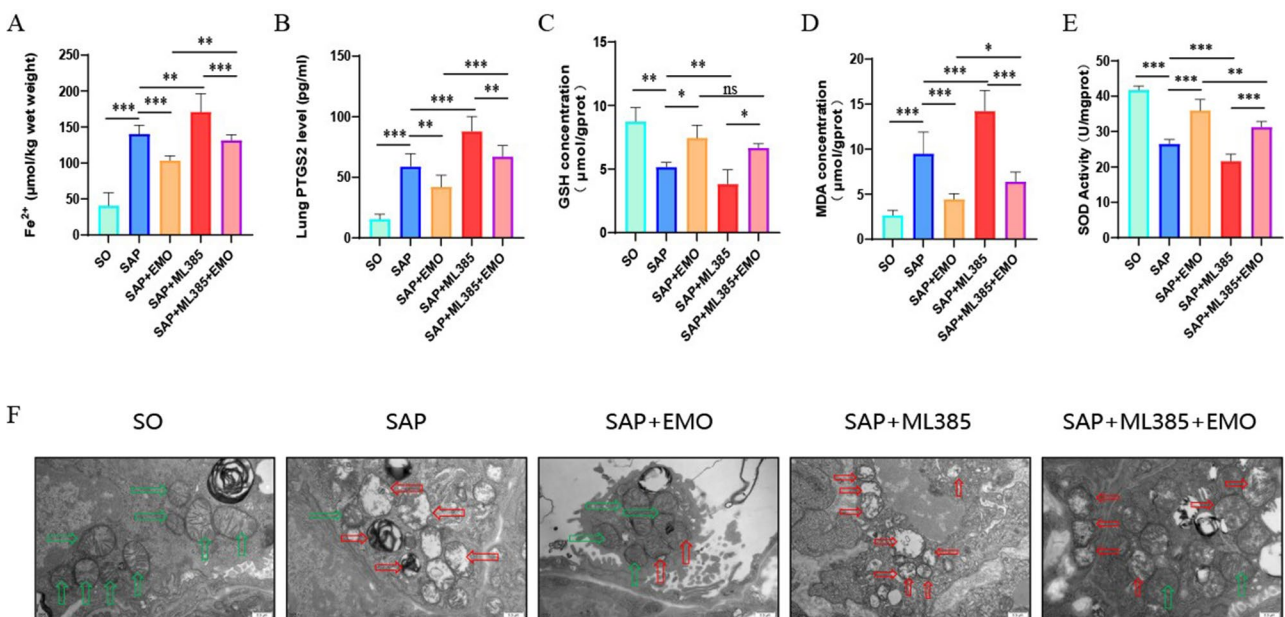 A
Fe²⁺ (μmol/kg wet weight)
250
200
150
100
50
0
***
**
***
**
***
SO
SAP
SAP+EMO
SAP+ML385
SAP+ML385+EMO
B
Lung PTGS2 level (pg/ml)
150
100
50
0
***
***
**
***
**
SO
SAP
SAP+EMO
SAP+ML385
SAP+ML385+EMO
C
GSH concentration
( μmol/gprot)
15
10
5
0
**
**
*
ns
*
SO
SAP
SAP+EMO
SAP+ML385
SAP+ML385+EMO
D
MDA concentration
( μmol/gprot)
20
15
10
5
0
***
***
***
*
***
SO
SAP
SAP+EMO
SAP+ML385
SAP+ML385+EMO
E
SOD Activity (U/mgprot)
50
40
30
20
10
0
***
***
***
**
***
SO
SAP
SAP+EMO
SAP+ML385
SAP+ML385+EMO
F
SO
SAP
SAP+EMO
SAP+ML385
SAP+ML385+EMO